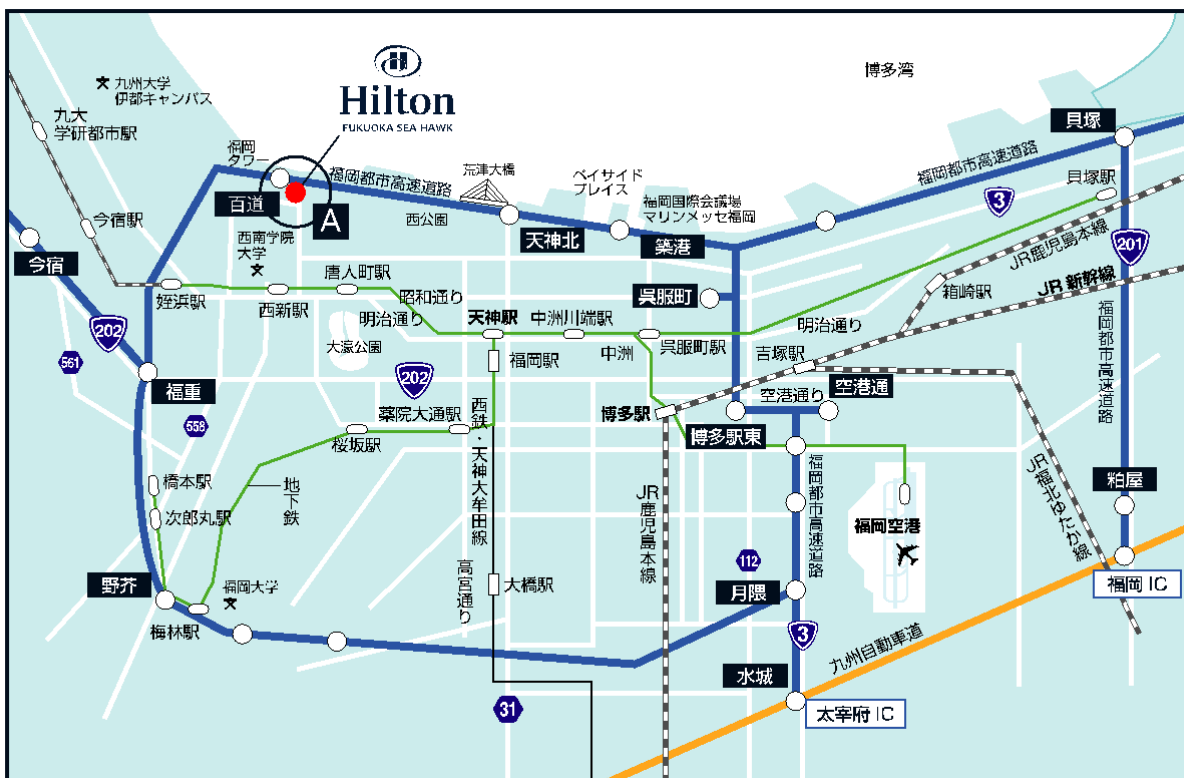 Hilton
FUKUOKA SEA HAWK
博多湾
九州大学
伊都キャンパス
九大
学研都市駅
福岡
タワー
百道
A
福岡都市高速道路
荒津大橋
ベイサイド
プレイス
福岡国際会議場
マリンメッセ福岡
福岡都市高速道路
貝塚
貝塚駅
3
今宿駅
今宿
西南学院
大学
西公園
天神北
築港
JR鹿児島本線
201
姪浜駅
西新駅
唐人町駅
昭和通り
明治通り
天神駅
中洲川端駅
呉服町
箱崎駅
JR 新幹線
202
561
大濠公園
福岡駅
中洲
呉服町駅
明治通り
吉塚駅
福岡都市高速道路
福重
202
空港通
空港通り
558
薬院大通駅
桜坂駅
西鉄・天神大牟田線
博多駅
博多駅東
橋本駅
次郎丸駅
地下鉄
JR鹿児島本線
福岡都市高速道路
福岡空港
JR福北ゆたか線
粕屋
野芥
福岡大学
梅林駅
高宮通り
大橋駅
112
月隈
福岡 IC
3
九州自動車道
水城
31
太宰府 IC